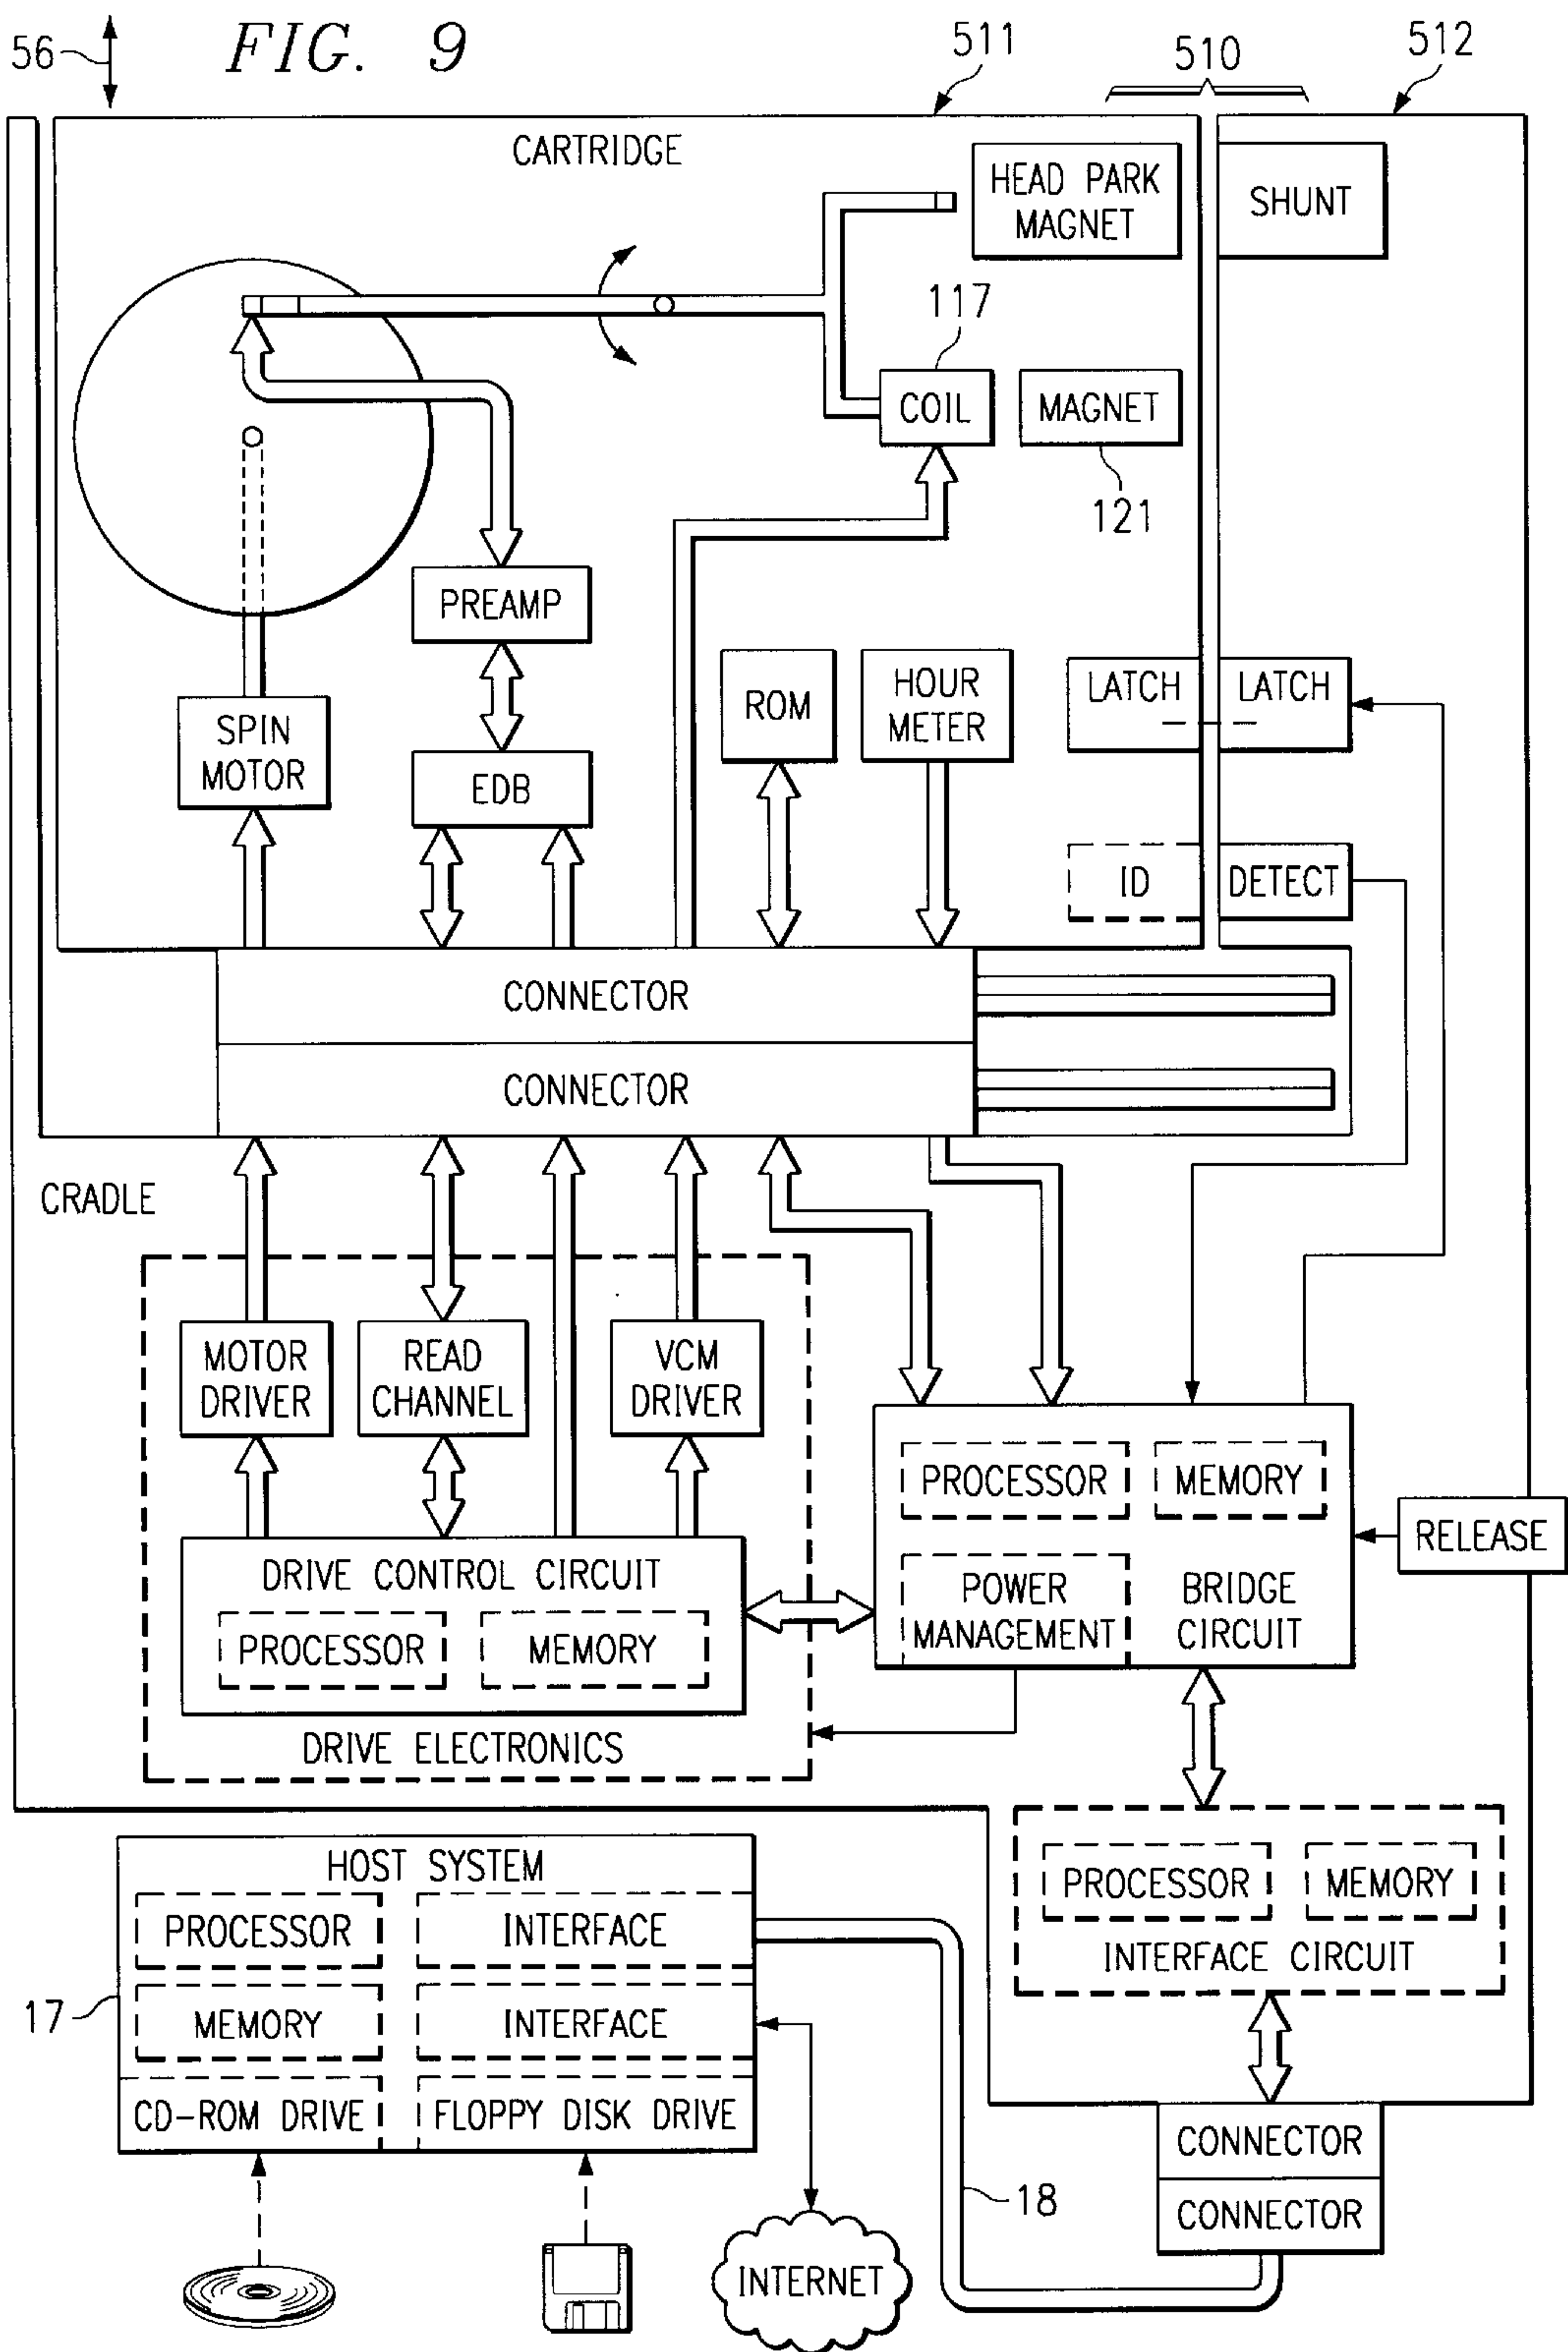 56
FIG. 9
511
510
512
CARTRIDGE
HEAD PARK
MAGNET
SHUNT
117
COIL
MAGNET
121
PREAMP
ROM
HOUR
METER
LATCH
LATCH
SPIN
MOTOR
EDB
ID
DETECT
CONNECTOR
CONNECTOR
CRADLE
MOTOR
DRIVER
READ
CHANNEL
VCM
DRIVER
PROCESSOR
MEMORY
RELEASE
DRIVE CONTROL CIRCUIT
PROCESSOR
MEMORY
POWER
MANAGEMENT
BRIDGE
CIRCUIT
DRIVE ELECTRONICS
HOST SYSTEM
PROCESSOR
INTERFACE
PROCESSOR
MEMORY
INTERFACE CIRCUIT
17
MEMORY
INTERFACE
CD-ROM DRIVE
FLOPPY DISK DRIVE
CONNECTOR
18
CONNECTOR
INTERNET